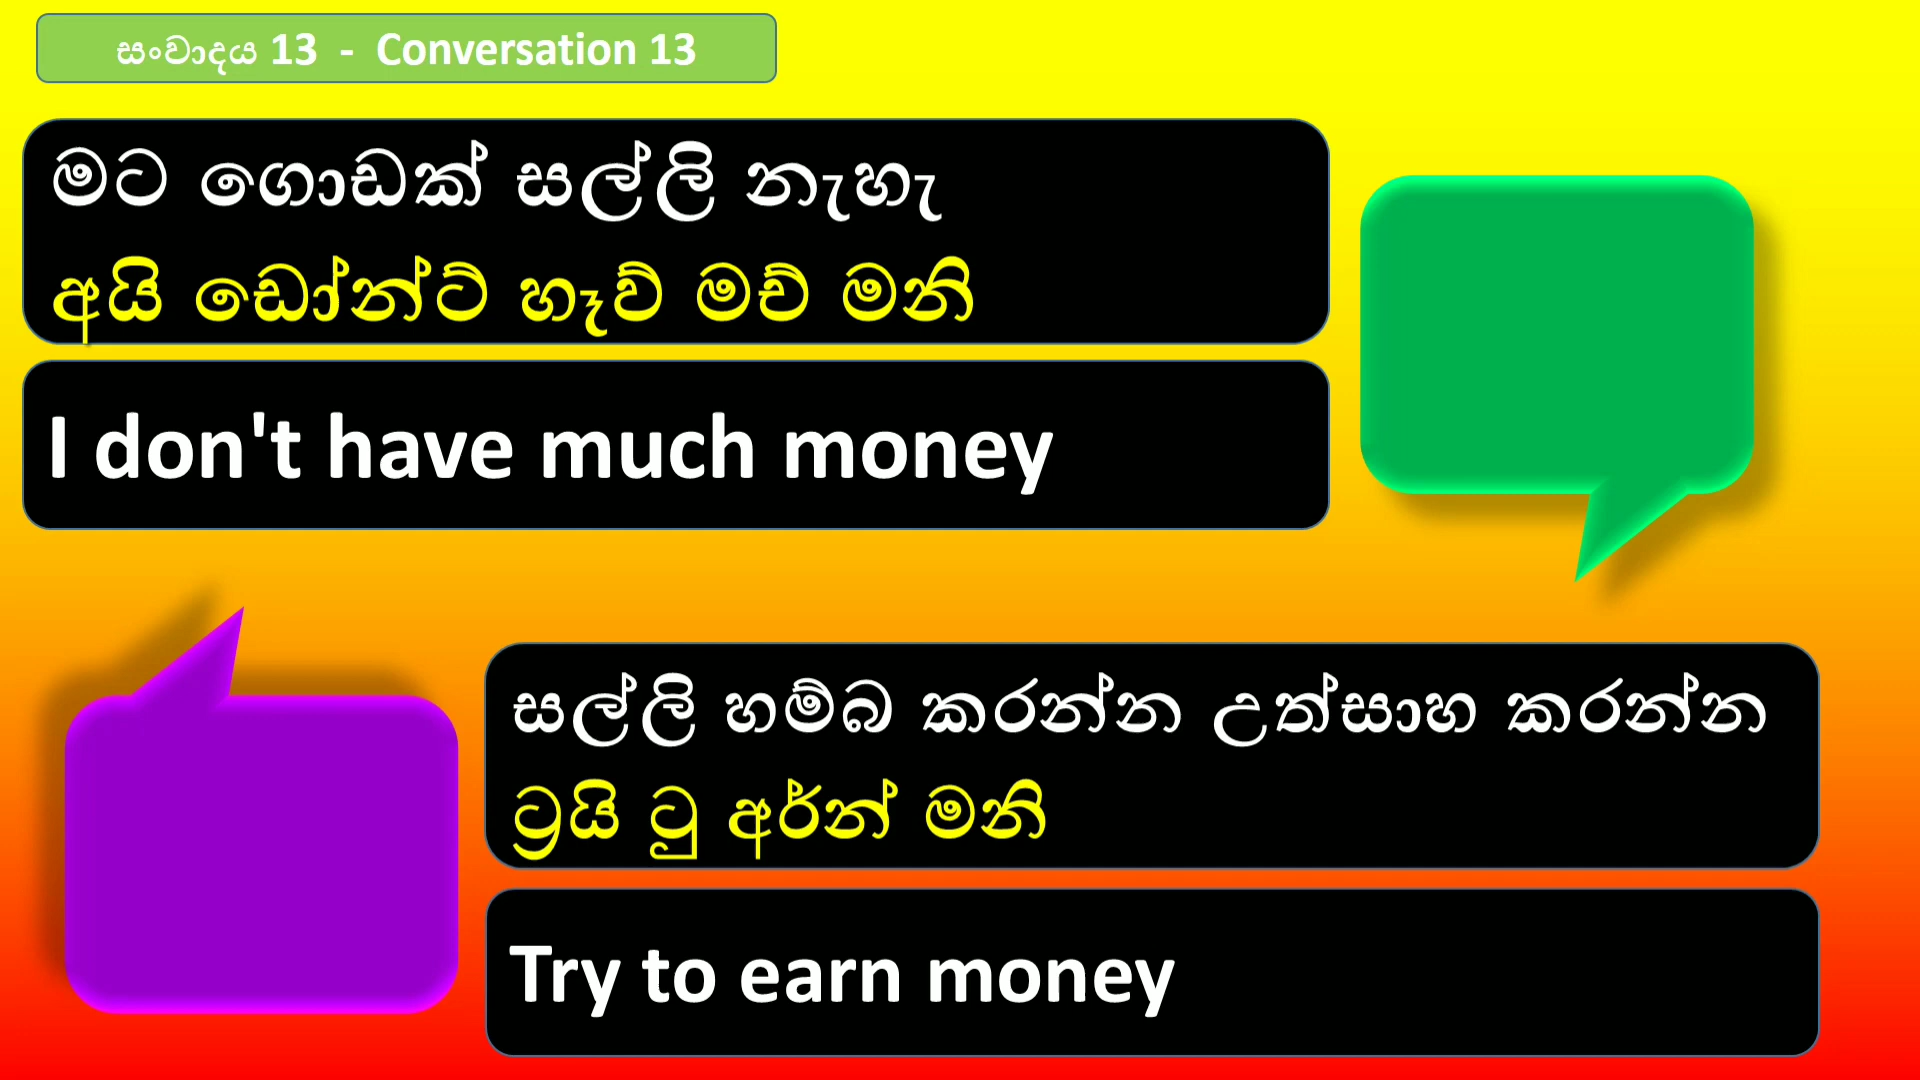 සංවාදය 13 - Conversation 13
මට ගොඩක් සල්ලි නැහැ
අයි ඩෝන්ට් හෑව් මච් මනි
I don't have much money
සල්ලි හම්බ කරන්න උත්සාහ කරන්න
ට්‍රයි ටු අර්න් මනි
Try to earn money